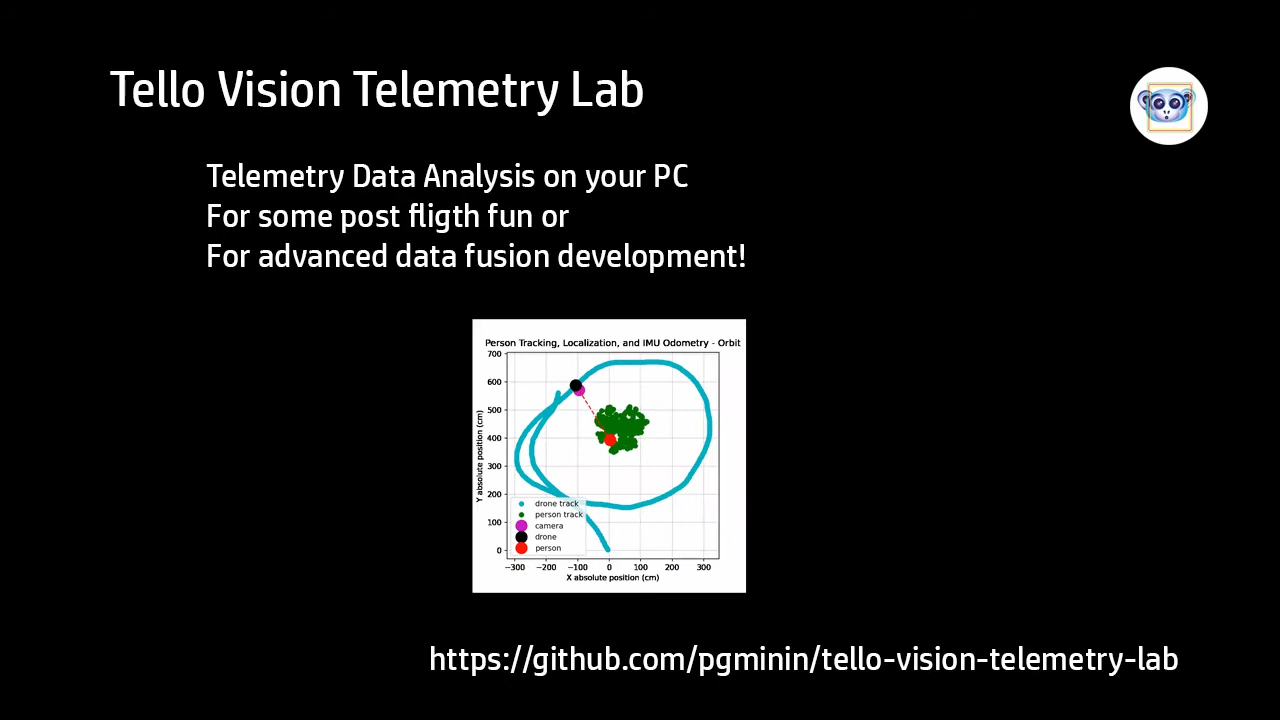 Tello Vision Telemetry Lab
Telemetry Data Analysis on your PC
For some post fligth fun or
For advanced data fusion development!
Person Tracking, Localization, and IMU Odometry - Orbit
700
600
500
400
300
200
100
0
Y absolute position (cm)
drone track
person track
camera
drone
person
−300 −200 −100 0 100 200 300
X absolute position (cm)
https://github.com/pgminin/tello-vision-telemetry-lab